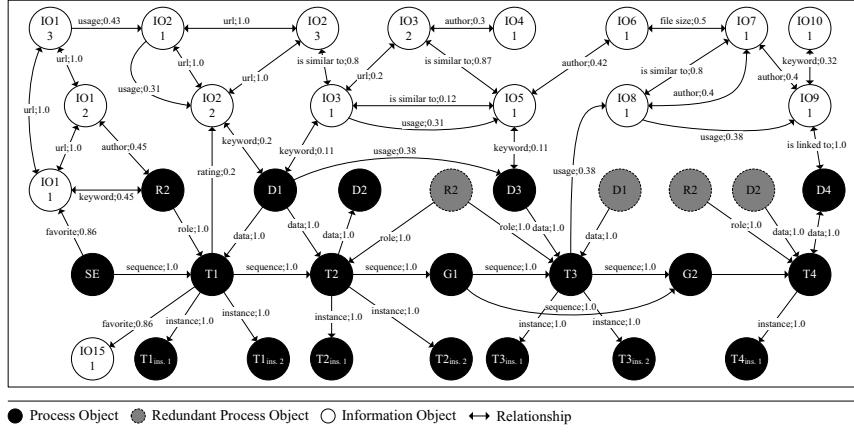 IO1 3
usage;0.43
IO2 1
url;1.0
IO2 3
IO3 2
author;0.3
IO4 1
IO6 1
file size;0.5
IO7 1
IO10 1
url;1.0
usage;0.31
url;1.0
url;1.0
is similar to;0.8
url;0.2
is similar to;0.87
author;0.42
is similar to;0.8
author;0.4
author;0.4
keyword;0.32
url;1.0
IO1 2
IO2 2
IO3 1
is similar to;0.12
usage;0.31
IO5 1
IO8 1
usage;0.38
IO9 1
url;1.0
author;0.45
keyword;0.2
keyword;0.11
usage;0.38
keyword;0.11
is linked to;1.0
IO1 1
keyword;0.45
R2
rating;0.2
D1
D2
R2
D3
usage;0.38
D1
R2
D2
D4
favorite;0.86
role;1.0
data;1.0
data;1.0
data;1.0
role;1.0
role;1.0
data;1.0
data;1.0
role;1.0
data;1.0
data;1.0
SE
sequence;1.0
T1
sequence;1.0
T2
sequence;1.0
G1
sequence;1.0
T3
sequence;1.0
G2
T4
sequence;1.0
favorite;0.86
instance;1.0
instance;1.0
instance;1.0
instance;1.0
instance;1.0
instance;1.0
instance;1.0
IO15 1
T1ins. 1
T1ins. 2
T2ins. 1
T2ins. 2
T3ins. 1
T3ins. 2
T4ins. 1
Process Object
Redundant Process Object
Information Object
Relationship